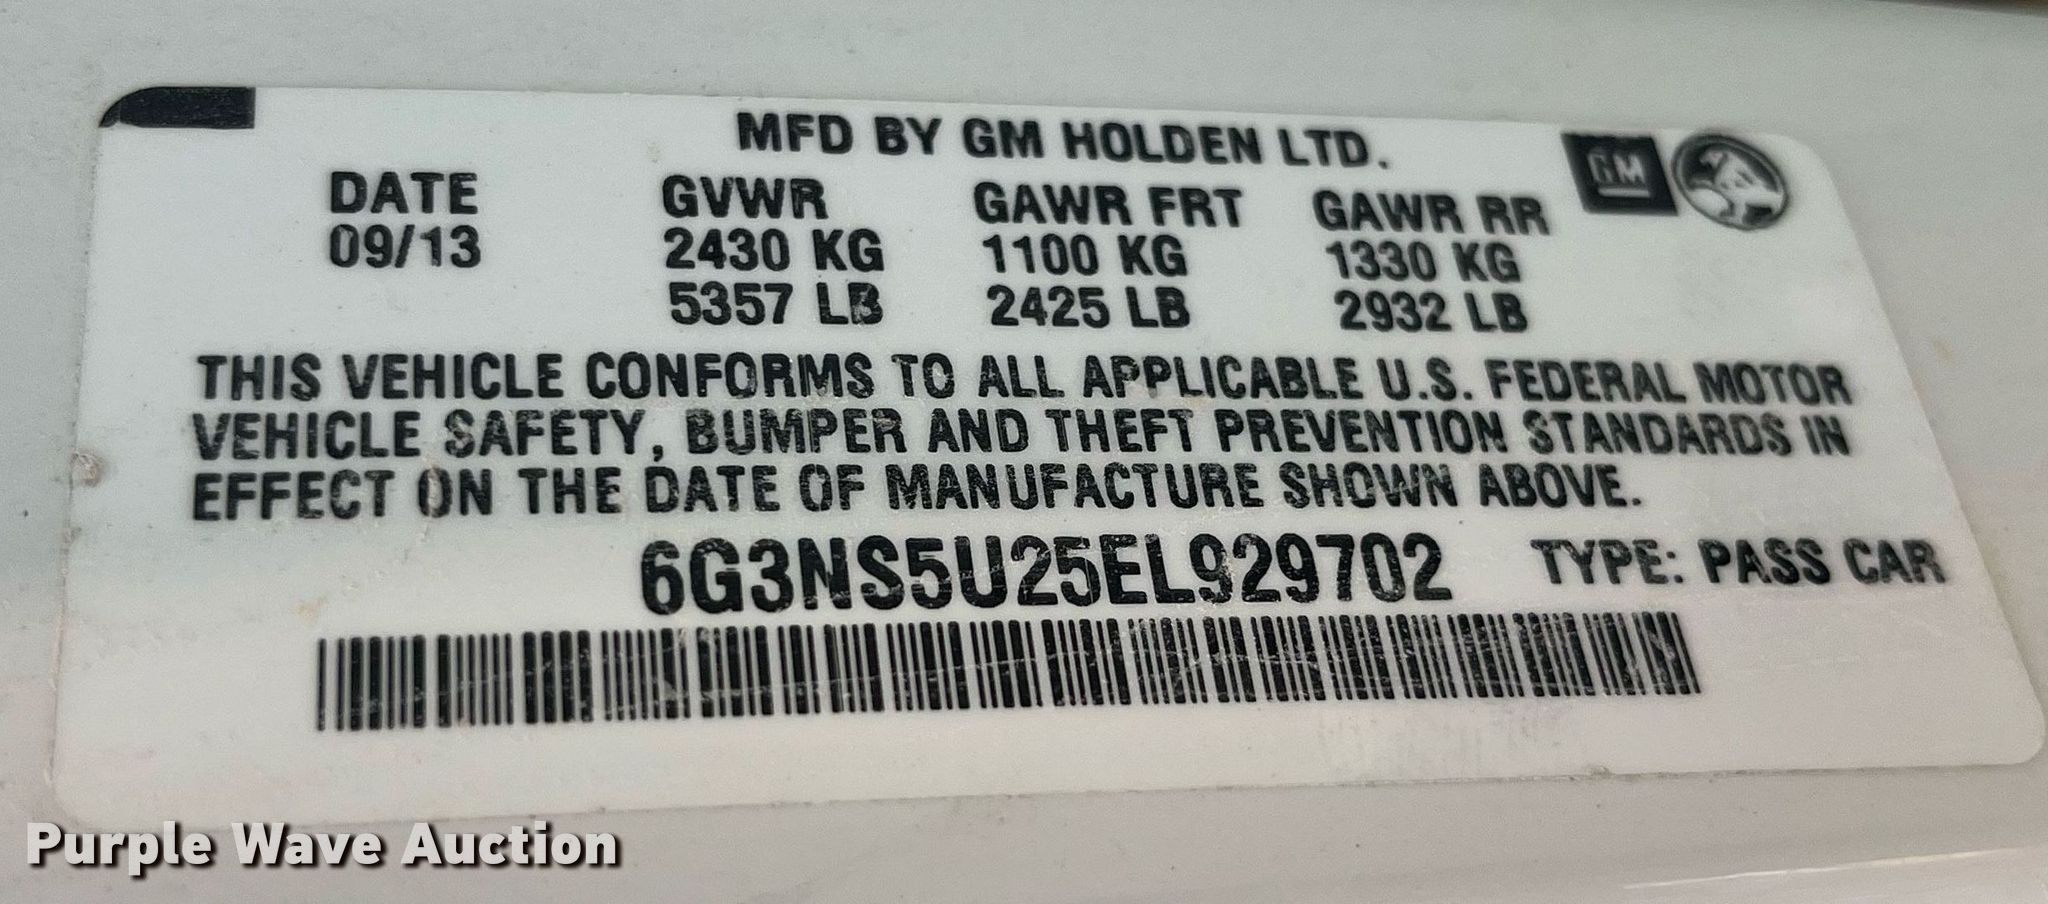 MFD BY GM HOLDEN LTD.
GM
DATE GVWR GAWR FRT GAWR RR
09/13 2430 KG 1100 KG 1330 KG
5357 LB 2425 LB 2932 LB
THIS VEHICLE CONFORMS TO ALL APPLICABLE U.S. FEDERAL MOTOR
VEHICLE SAFETY, BUMPER AND THEFT PREVENTION STANDARDS IN
EFFECT ON THE DATE OF MANUFACTURE SHOWN ABOVE.
6G3NS5U25EL929702 TYPE: PASS CAR
Purple Wave Auction